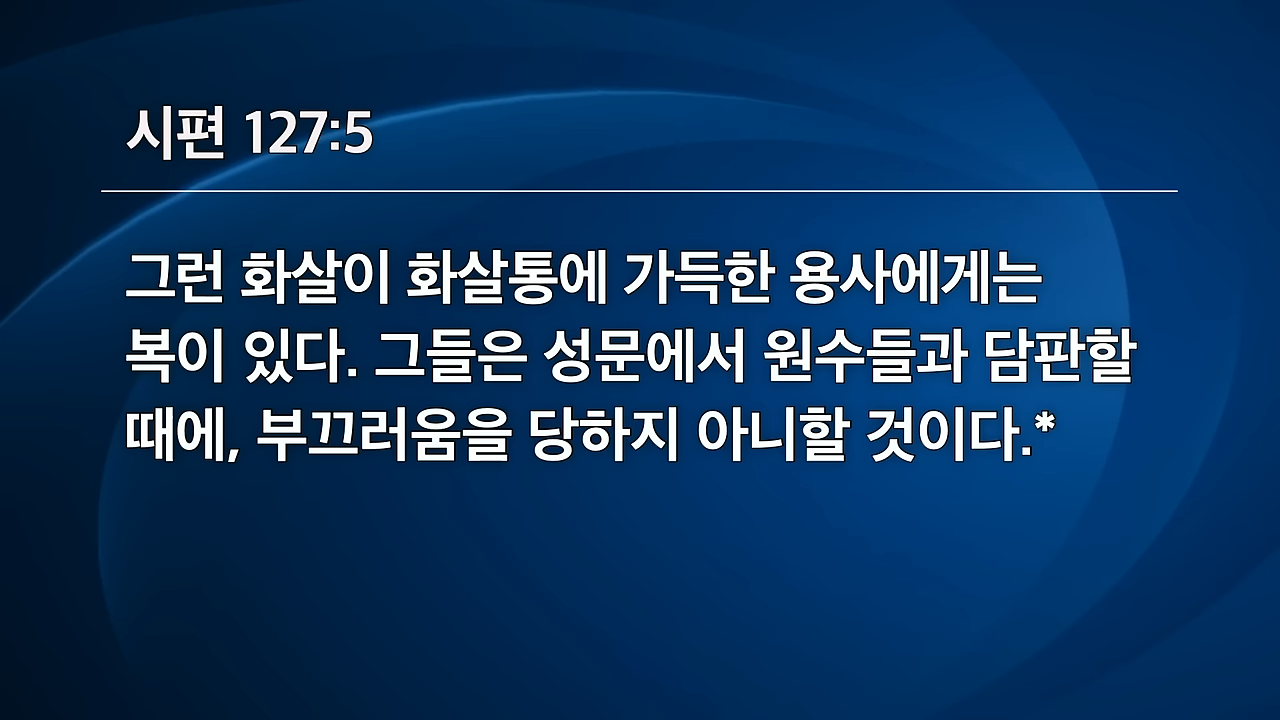 시편 127:5
그런 화살이 화살통에 가득한 용사에게는
복이 있다. 그들은 성문에서 원수들과 담판할
때에, 부끄러움을 당하지 아니할 것이다.*